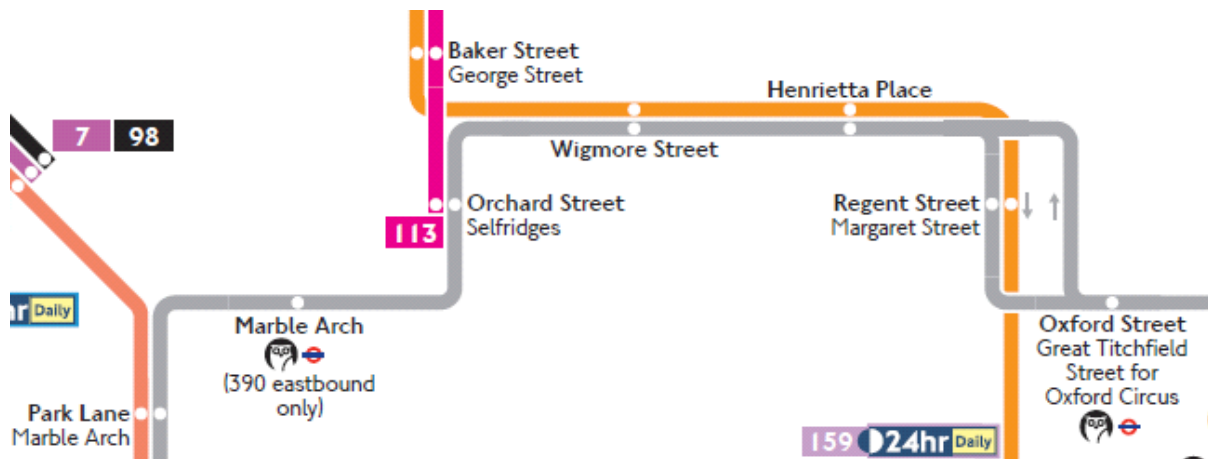 Baker Street
George Street
Henrietta Place
7 98
Wigmore Street
Orchard Street
Selfridges
113
Regent Street
Margaret Street
Daily
Marble Arch
(390 eastbound
only)
Oxford Street
Great Titchfield
Street for
Oxford Circus
Park Lane
Marble Arch
159 24hr Daily